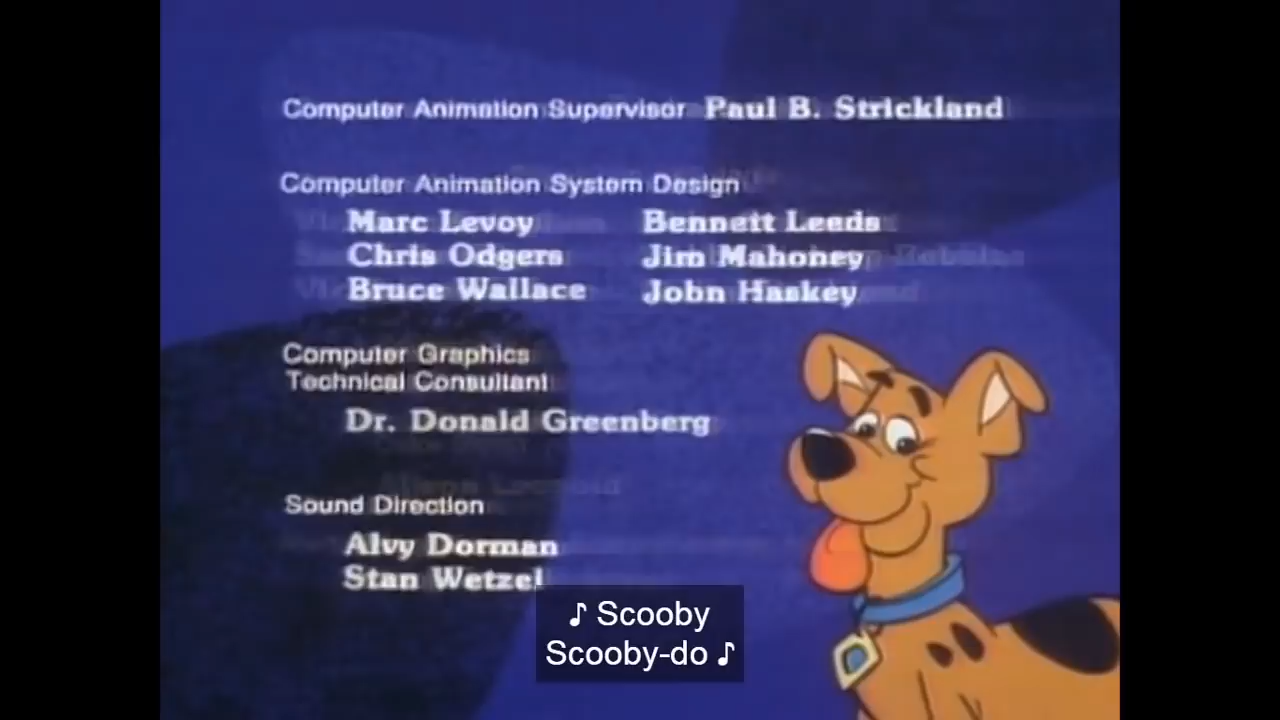 Computer Animation Supervisor Paul B. Strickland
Computer Animation System Design
Marc Levoy Bennett Leeds
Chris Odgers Jim Mahoney
Bruce Wallace John Haskey
Computer Graphics
Technical Consultant
Dr. Donald Greenberg
Sound Direction
Alvy Dorman
Stan Wetzel
♪ Scooby
Scooby-do ♪